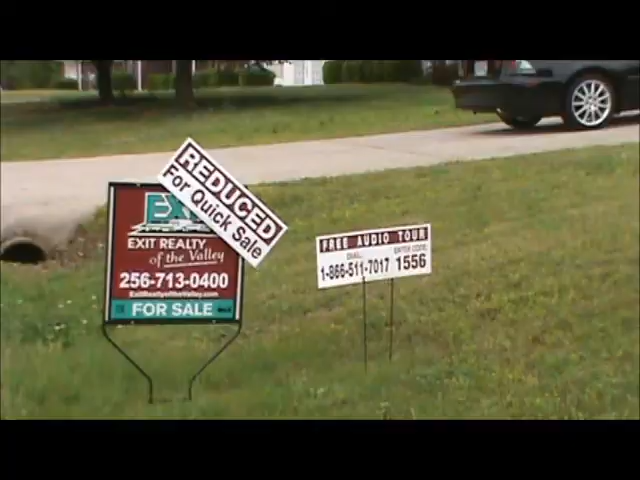 REDUCED
For Quick Sale
EXIT REALTY
of the Valley
256-713-0400
ExitRealtyoftheValley.com
FOR SALE
FREE AUDIO TOUR
DIAL: ENTER CODE:
1-866-511-7017 1556